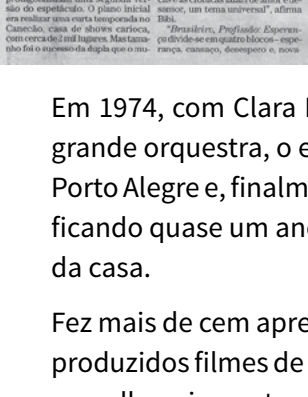 são do espetáculo. O plano inicial
era realizar uma curta temporada no
Canecão, casa de shows carioca,
com cerca de 2 mil lugares. Mas tama-
nho foi o sucesso da dupla que o mu-
samor, um tema universal", afirma
Bibi.
"Brasileiro, Profissão: Esperan-
ça divide-se em quatro blocos – espe-
rança, cansaço, desespero e, nova
Em 1974, com Clara
grande orquestra, o
Porto Alegre e, finalm
ficando quase um an
da casa.
Fez mais de cem apre
produzidos filmes de